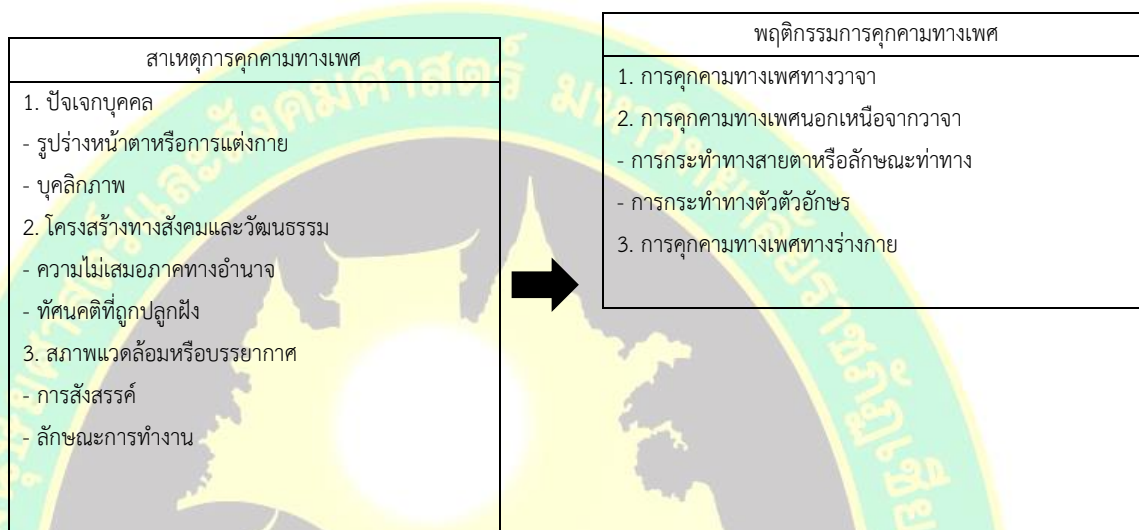 สาเหตุการคุกคามทางเพศ
1. ปัจเจกบุคคล
- รูปร่างหน้าตาหรือการแต่งกาย
- บุคลิกภาพ
2. โครงสร้างทางสังคมและวัฒนธรรม
- ความไม่เสมอภาคทางอำนาจ
- ทัศนคติที่ถูกปลูกฝัง
3. สภาพแวดล้อมหรือบรรยากาศ
- การสังสรรค์
- ลักษณะการทำงาน
พฤติกรรมการคุกคามทางเพศ
1. การคุกคามทางเพศทางวาจา
2. การคุกคามทางเพศนอกเหนือจากวาจา
- การกระทำทางสายตาหรือลักษณะท่าทาง
- การกระทำทางตัวตัวอักษร
3. การคุกคามทางเพศทางร่างกาย